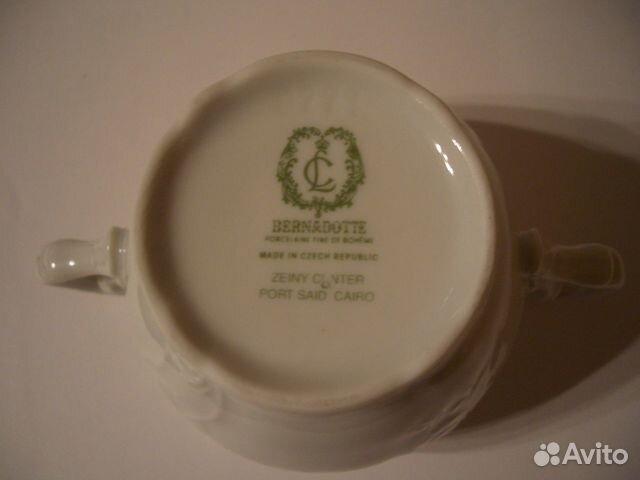 CL
BERNADOTTE
PORCELAINE FINE DE BOHÊME
MADE IN CZECH REPUBLIC
ZEINY CENTER
PORT SAID CAIRO
Avito